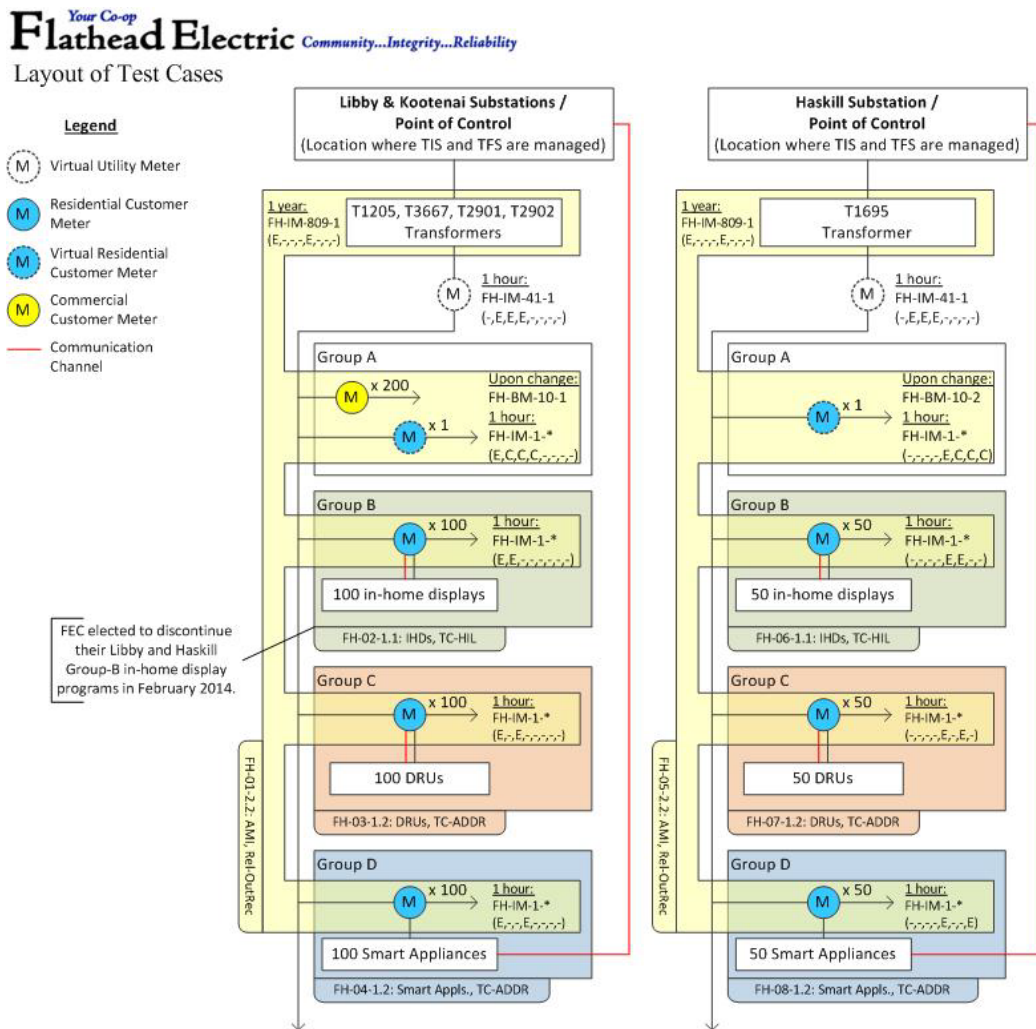 Your Co-op
Flathead Electric Community...Integrity...Reliability
Layout of Test Cases
Legend
M Virtual Utility Meter
M Residential Customer
Meter
M Virtual Residential
Customer Meter
M Commercial
Customer Meter
Communication
Channel
Libby & Kootenai Substations /
Point of Control
(Location where TIS and TFS are managed)
1 year:
FH-IM-809-1
(E,-,-,-,E,-,-,-)
T1205, T3667, T2901, T2902
Transformers
M
1 hour:
FH-IM-41-1
(-,E,E,E,-,-,-,-)
Group A
M x 200
Upon change:
FH-BM-10-1
M x 1
1 hour:
FH-IM-1-*
(E,C,C,C,-,-,-,-)
Group B
M x 100
1 hour:
FH-IM-1-*
(E,E,-,-,-,-,-,-)
100 in-home displays
FH-02-1.1: IHDs, TC-HIL
FEC elected to discontinue
their Libby and Haskill
Group-B in-home display
programs in February 2014.
Group C
M x 100
1 hour:
FH-IM-1-*
(E,-,E,-,-,-,-,-)
100 DRUs
FH-03-1.2: DRUs, TC-ADDR
FH-01-2.2: AMI, Rel-OutRec
Group D
M x 100
1 hour:
FH-IM-1-*
(E,-,-,E,-,-,-,-)
100 Smart Appliances
FH-04-1.2: Smart Appls., TC-ADDR
Haskill Substation /
Point of Control
(Location where TIS and TFS are managed)
1 year:
FH-IM-809-1
(E,-,-,-,E,-,-,-)
T1695
Transformer
M
1 hour:
FH-IM-41-1
(-,E,E,E,-,-,-,-)
Group A
Upon change:
FH-BM-10-2
M x 1
1 hour:
FH-IM-1-*
(-,-,-,-,E,C,C,C)
Group B
M x 50
1 hour:
FH-IM-1-*
(-,-,-,-,E,E,-,-)
50 in-home displays
FH-06-1.1: IHDs, TC-HIL
Group C
M x 50
1 hour:
FH-IM-1-*
(-,-,-,-,E,-,E,-)
50 DRUs
FH-07-1.2: DRUs, TC-ADDR
FH-05-2.2: AMI, Rel-OutRec
Group D
M x 50
1 hour:
FH-IM-1-*
(-,-,-,-,E,-,-,E)
50 Smart Appliances
FH-08-1.2: Smart Appls., TC-ADDR